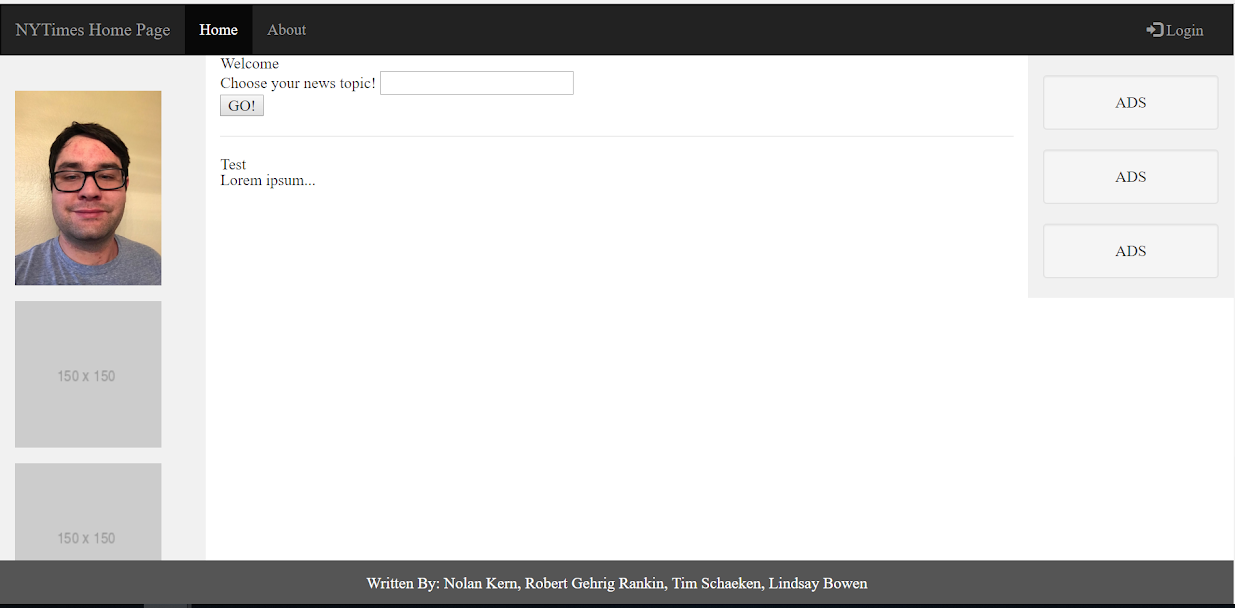 NYTimes Home Page Home About Login
Welcome
Choose your news topic!
GO!
Test
Lorem ipsum...
ADS
ADS
ADS
150 x 150
150 x 150
Written By: Nolan Kern, Robert Gehrig Rankin, Tim Schaeken, Lindsay Bowen